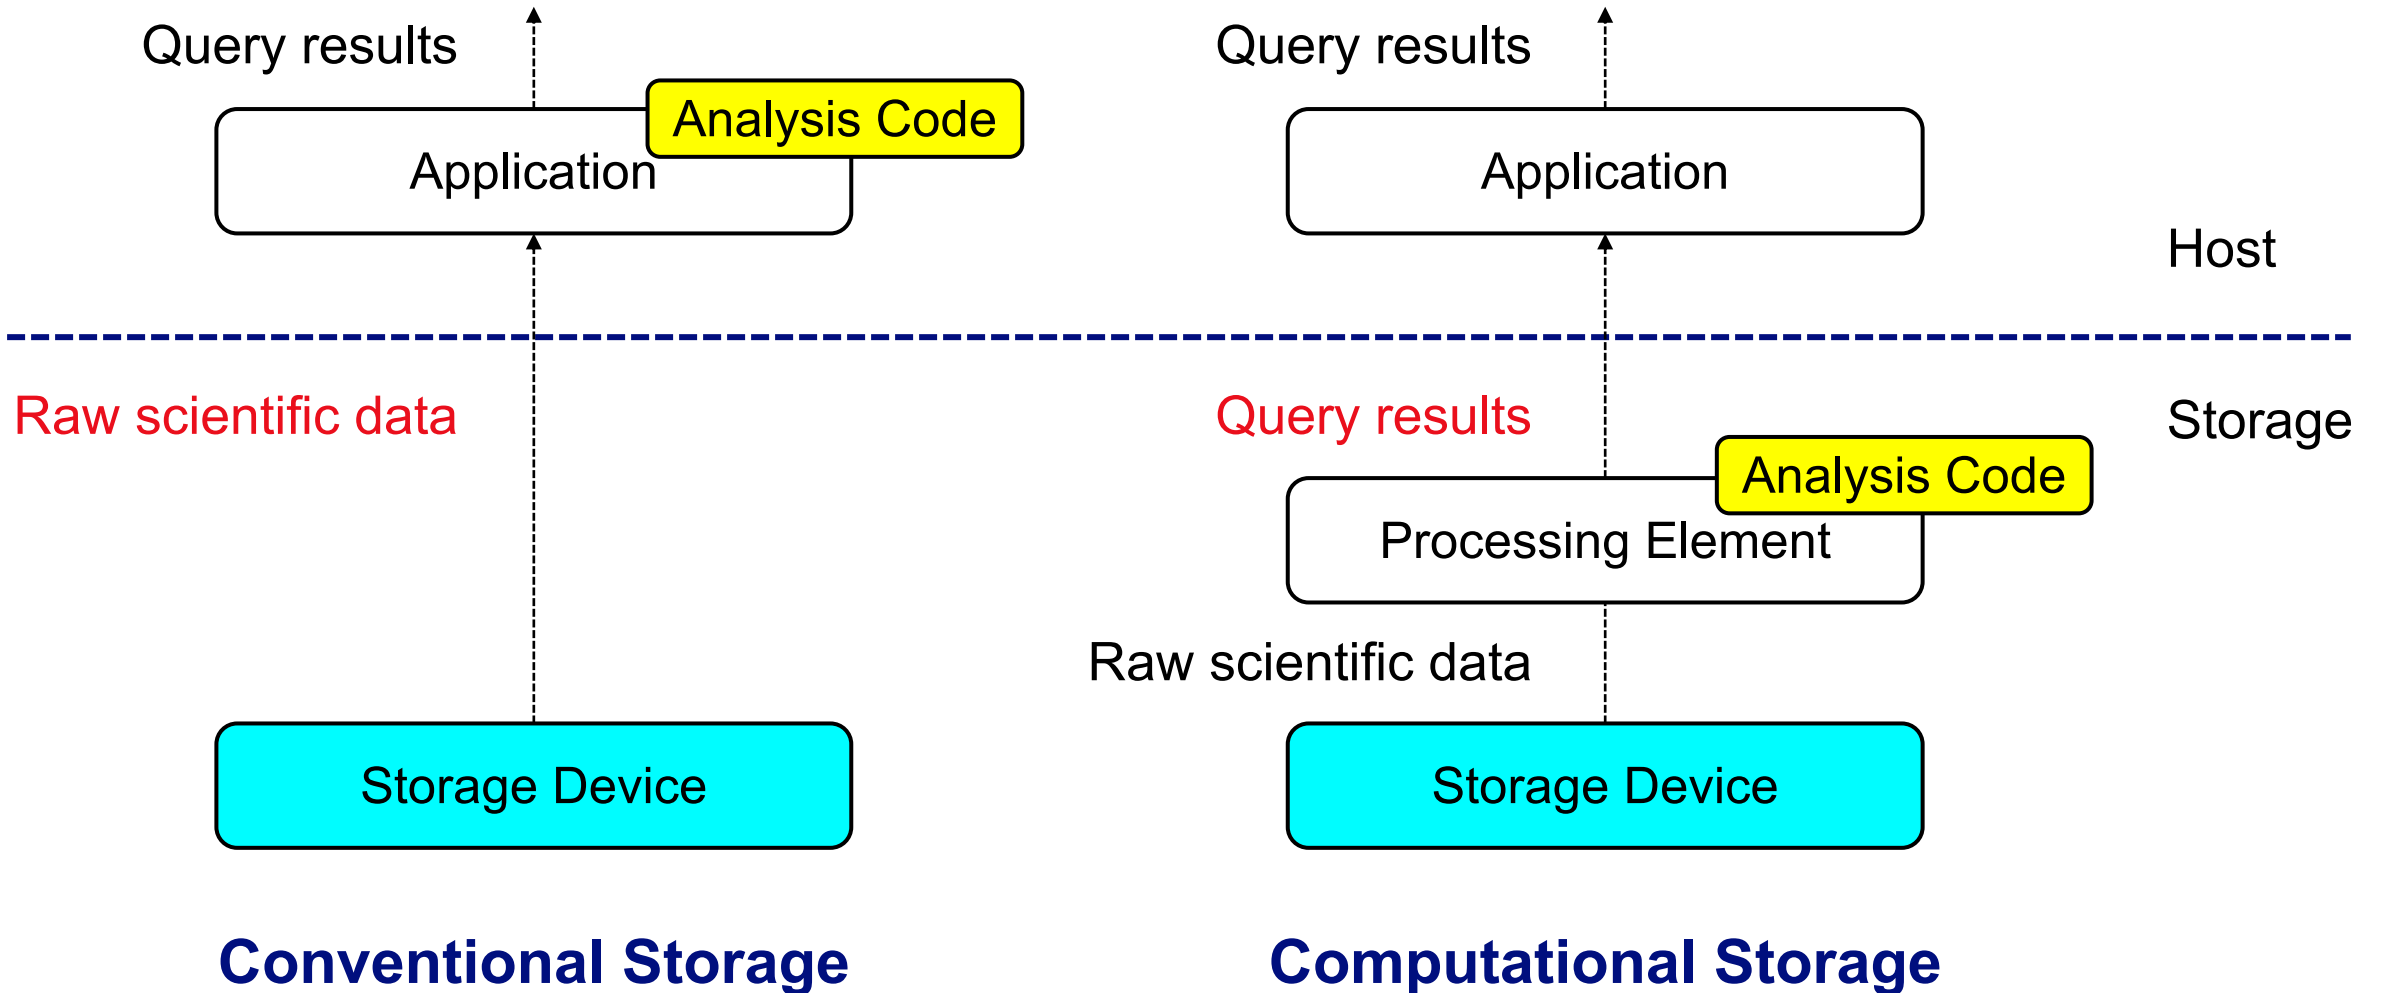 Query results
Analysis Code
Application
Raw scientific data
Storage Device
Conventional Storage
Query results
Application
Query results
Analysis Code
Processing Element
Raw scientific data
Storage Device
Computational Storage
Host
Storage